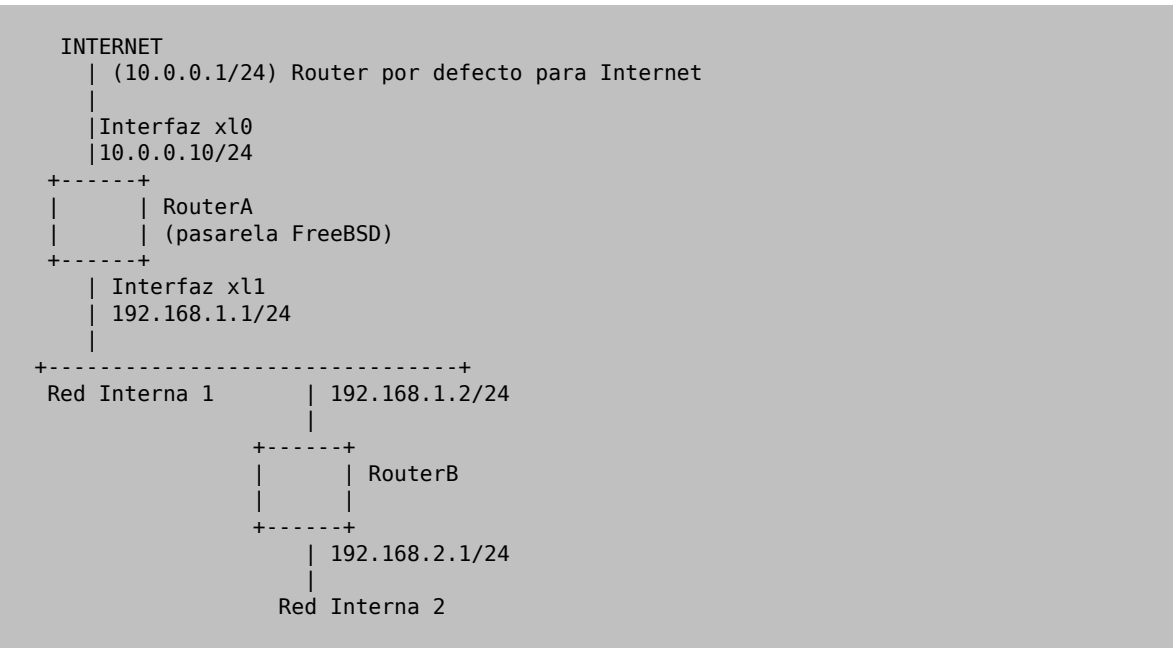 INTERNET
| (10.0.0.1/24) Router por defecto para Internet
|
|Interfaz xl0
|10.0.0.10/24
+------+
|      | RouterA
|      | (pasarela FreeBSD)
+------+
| Interfaz xl1
| 192.168.1.1/24
|
+--------------------------------+
Red Interna 1       | 192.168.1.2/24
|
+------+
|      | RouterB
|      |
+------+
| 192.168.2.1/24
|
Red Interna 2